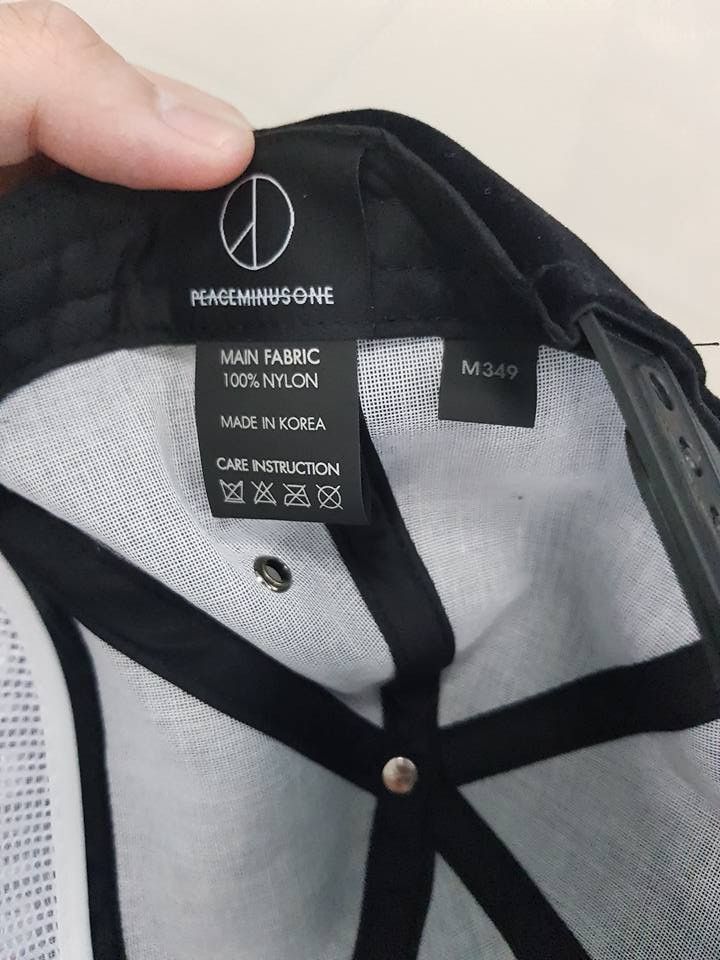 PEACEMINUSONE
MAIN FABRIC
100% NYLON
MADE IN KOREA
CARE INSTRUCTION
M349